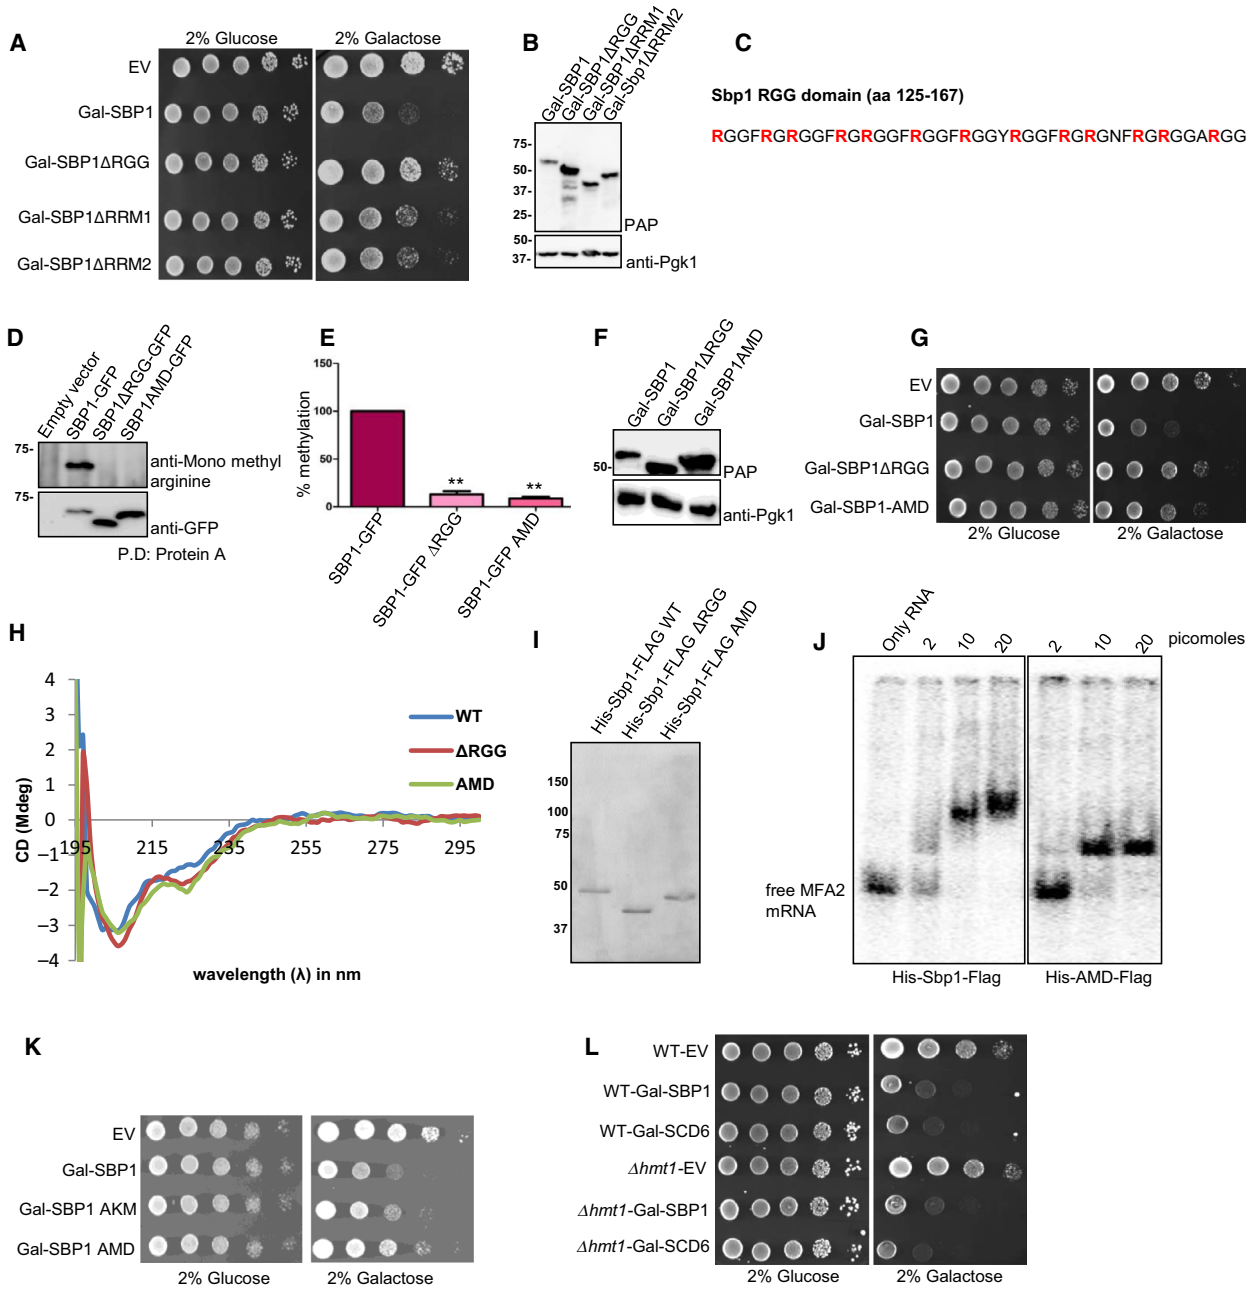 A
2% Glucose
2% Galactose
EV
Gal-SBP1
Gal-SBP1ΔRGG
Gal-SBP1ΔRRM1
Gal-SBP1ΔRRM2
B
Gal-SBP1
Gal-SBP1ΔRGG
Gal-SBP1ΔRRM1
Gal-Sbp1ΔRRM2
75-
50-
37-
25-
PAP
50-
37-
anti-Pgk1
C
Sbp1 RGG domain (aa 125-167)
RGGFRGRGGFRGRGGFRGGFRGGYRGGFRGRGNFRGRGGARGG
D
Empty vector
SBP1-GFP
SBP1ΔRGG-GFP
SBP1AMD-GFP
75-
anti-Mono methyl
arginine
75-
anti-GFP
P.D: Protein A
E
% methylation
150
100
50
0
**
**
SBP1-GFP
SBP1-GFP ΔRGG
SBP1-GFP AMD
F
Gal-SBP1
Gal-SBP1ΔRGG
Gal-SBP1AMD
50-
PAP
anti-Pgk1
G
EV
Gal-SBP1
Gal-SBP1ΔRGG
Gal-SBP1-AMD
2% Glucose
2% Galactose
H
CD (Mdeg)
4
3
2
1
0
−1
−2
−3
−4
195
215
235
255
275
295
WT
ΔRGG
AMD
wavelength (λ) in nm
I
His-Sbp1-FLAG WT
His-Sbp1-FLAG ΔRGG
His-Sbp1-FLAG AMD
150
100
75
50
37
J
Only RNA
2
10
20
2
10
20
picomoles
free MFA2
mRNA
His-Sbp1-Flag
His-AMD-Flag
K
EV
Gal-SBP1
Gal-SBP1 AKM
Gal-SBP1 AMD
2% Glucose
2% Galactose
L
WT-EV
WT-Gal-SBP1
WT-Gal-SCD6
Δhmt1-EV
Δhmt1-Gal-SBP1
Δhmt1-Gal-SCD6
2% Glucose
2% Galactose